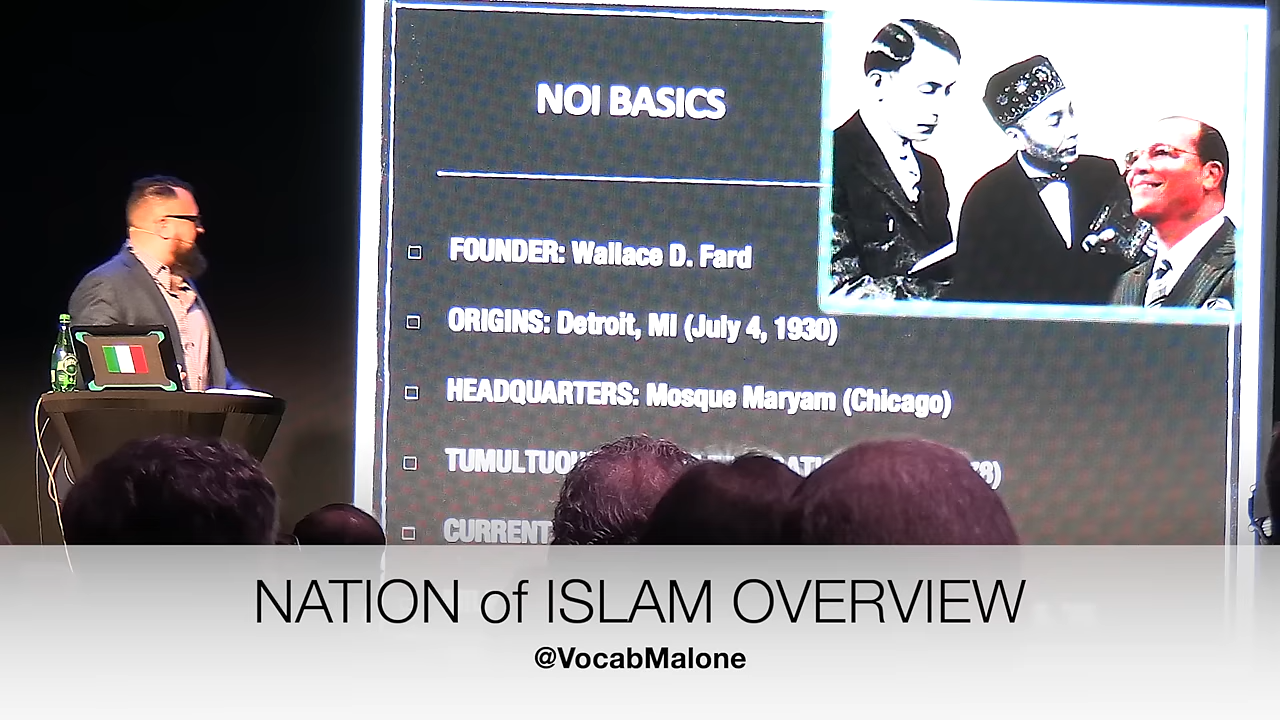 NOI BASICS
FOUNDER: Wallace D. Fard
ORIGINS: Detroit, MI (July 4, 1930)
HEADQUARTERS: Mosque Maryam (Chicago)
CURRENT
NATION of ISLAM OVERVIEW
@VocabMalone